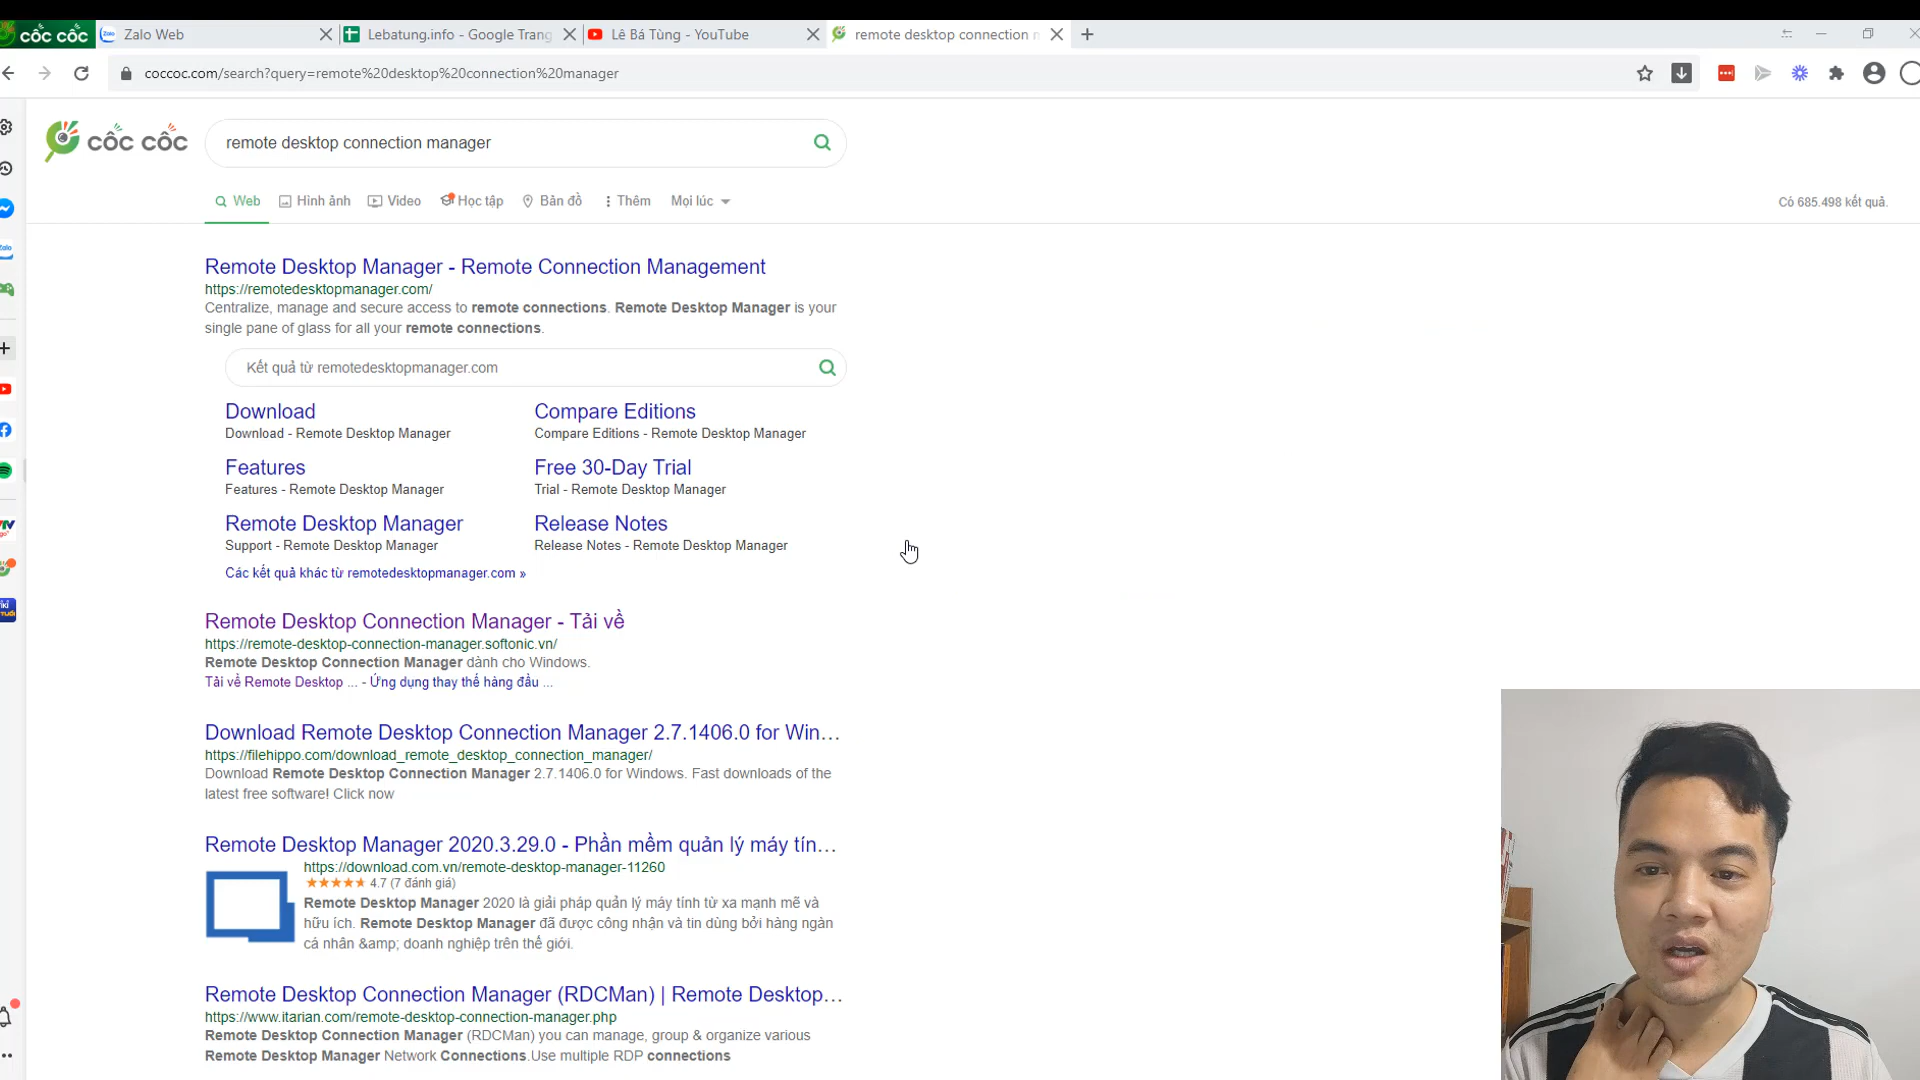 cốc cốc
Zalo Web
Lebatung.info - Google Trang
Lê Bá Tùng - YouTube
remote desktop connection m
coccoc.com/search?query=remote%20desktop%20connection%20manager
cốc cốc
remote desktop connection manager
Web
Hình ảnh
Video
Học tập
Bản đồ
Thêm
Mọi lúc
Có 685.498 kết quả.
Remote Desktop Manager - Remote Connection Management
https://remotedesktopmanager.com/
Centralize, manage and secure access to remote connections. Remote Desktop Manager is your
single pane of glass for all your remote connections.
Kết quả từ remotedesktopmanager.com
Download
Download - Remote Desktop Manager
Compare Editions
Compare Editions - Remote Desktop Manager
Features
Features - Remote Desktop Manager
Free 30-Day Trial
Trial - Remote Desktop Manager
Remote Desktop Manager
Support - Remote Desktop Manager
Release Notes
Release Notes - Remote Desktop Manager
Các kết quả khác từ remotedesktopmanager.com »
Remote Desktop Connection Manager - Tải về
https://remote-desktop-connection-manager.softonic.vn/
Remote Desktop Connection Manager dành cho Windows.
Tải về Remote Desktop ... - Ứng dụng thay thế hàng đầu ...
Download Remote Desktop Connection Manager 2.7.1406.0 for Win...
https://filehippo.com/download_remote_desktop_connection_manager/
Download Remote Desktop Connection Manager 2.7.1406.0 for Windows. Fast downloads of the
latest free software! Click now
Remote Desktop Manager 2020.3.29.0 - Phần mềm quản lý máy tín...
https://download.com.vn/remote-desktop-manager-11260
4.7 (7 đánh giá)
Remote Desktop Manager 2020 là giải pháp quản lý máy tính từ xa mạnh mẽ và
hữu ích. Remote Desktop Manager đã được công nhận và tin dùng bởi hàng ngàn
cá nhân &amp; doanh nghiệp trên thế giới.
Remote Desktop Connection Manager (RDCMan) | Remote Desktop...
https://www.itarian.com/remote-desktop-connection-manager.php
Remote Desktop Connection Manager (RDCMan) you can manage, group & organize various
Remote Desktop Manager Network Connections.Use multiple RDP connections